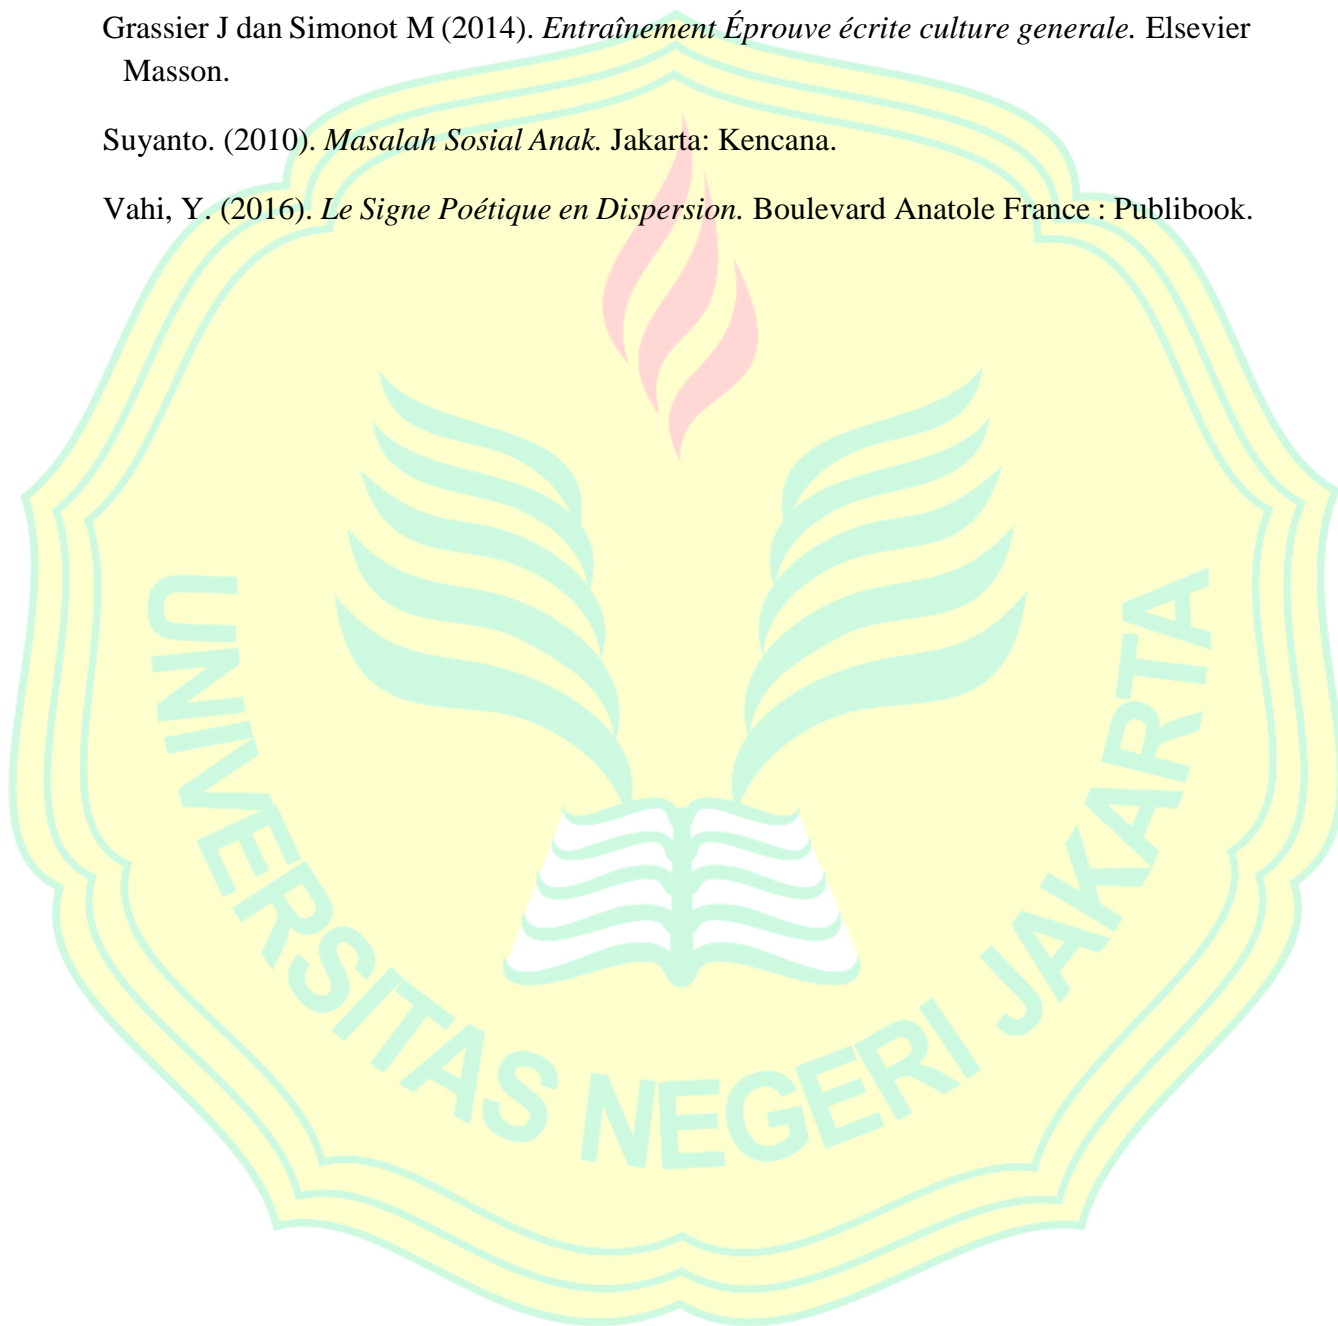 Grassier J dan Simonot M (2014). Entraînement Éprouve écrite culture generale. Elsevier
Masson.
Suyanto. (2010). Masalah Sosial Anak. Jakarta: Kencana.
Vahi, Y. (2016). Le Signe Poétique en Dispersion. Boulevard Anatole France : Publibook.
UNIVERSITAS NEGERI JAKARTA